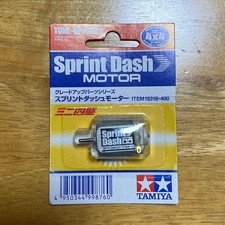 Sprint Dash
MOTOR
グレードアップパーツシリーズ
スプリントダッシュモーター ITEM15318-400
ミニ四駆
Sprint
Dash
4 950344 998760
TAMIYA